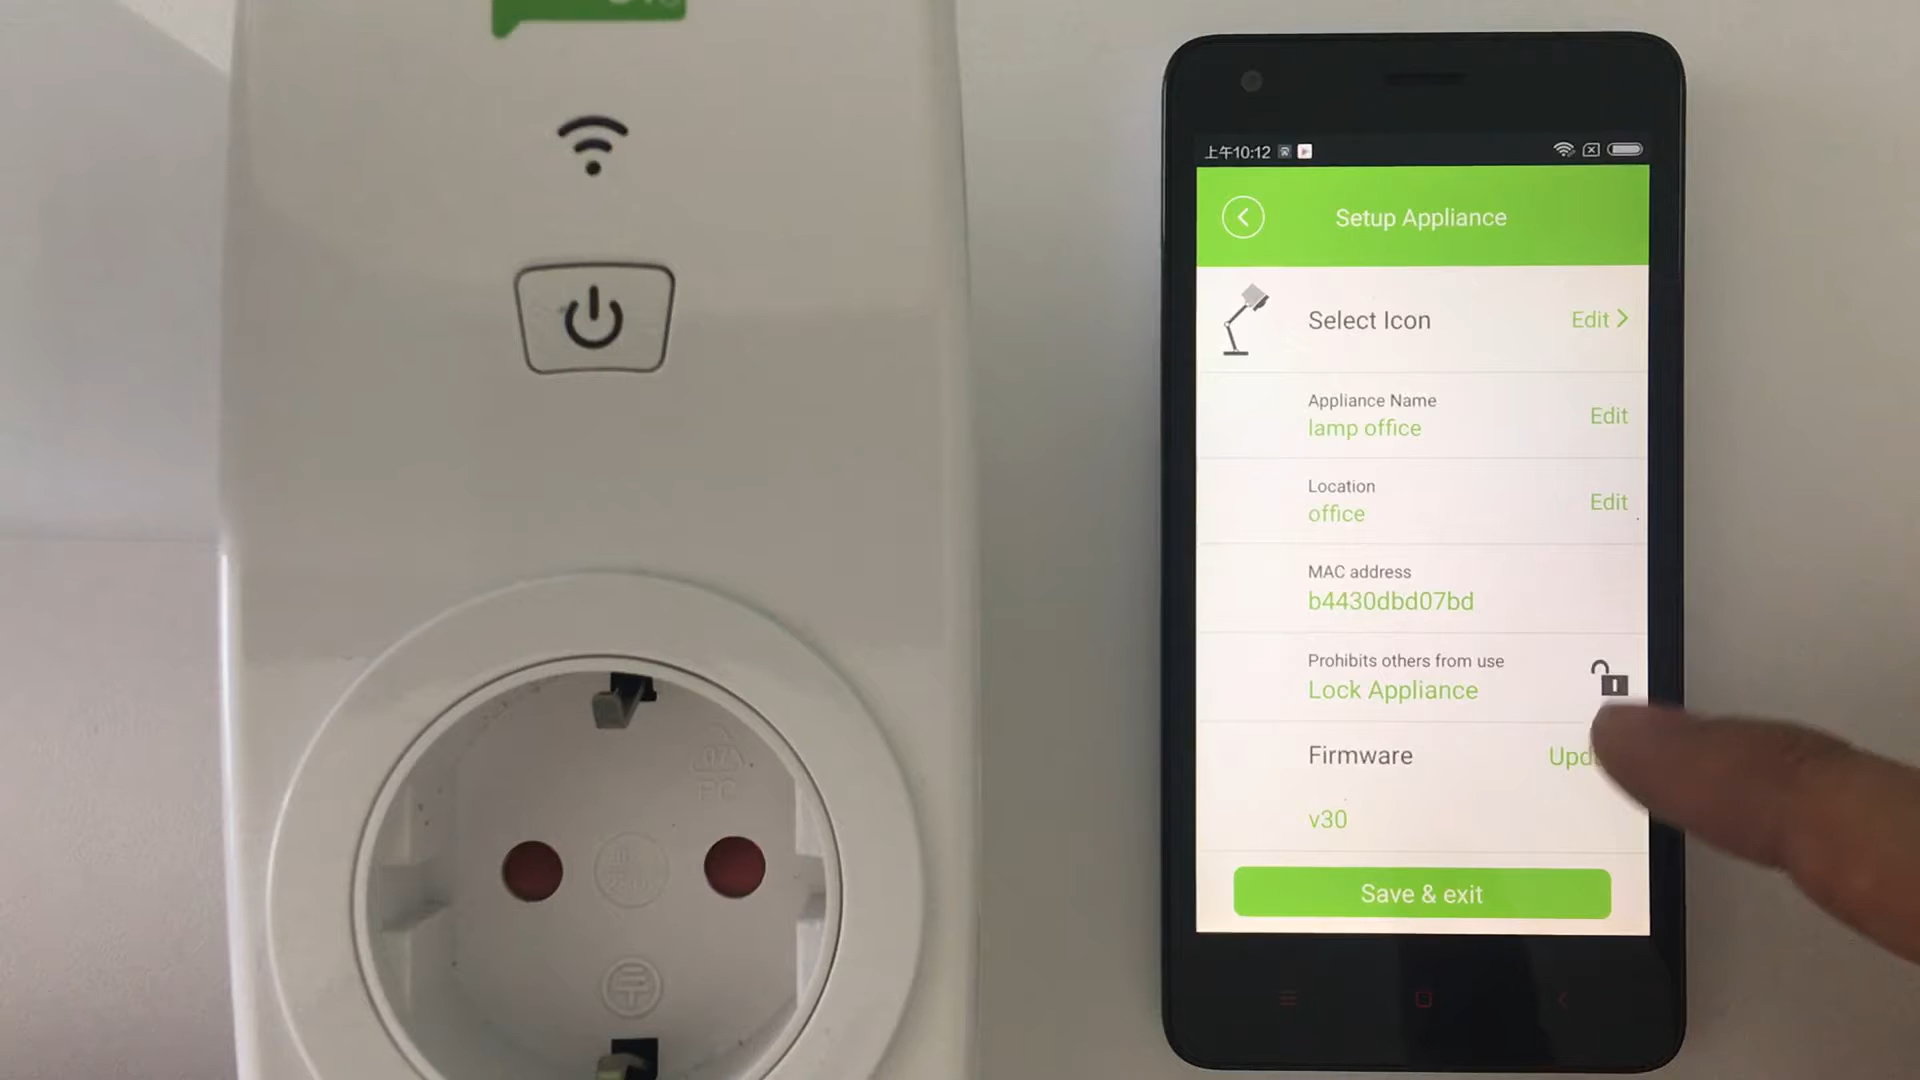 上午10:12
Setup Appliance
Select Icon
Edit
Appliance Name
lamp office
Edit
Location
office
Edit
MAC address
b4430dbd07bd
Prohibits others from use
Lock Appliance
Firmware
v30
Save & exit